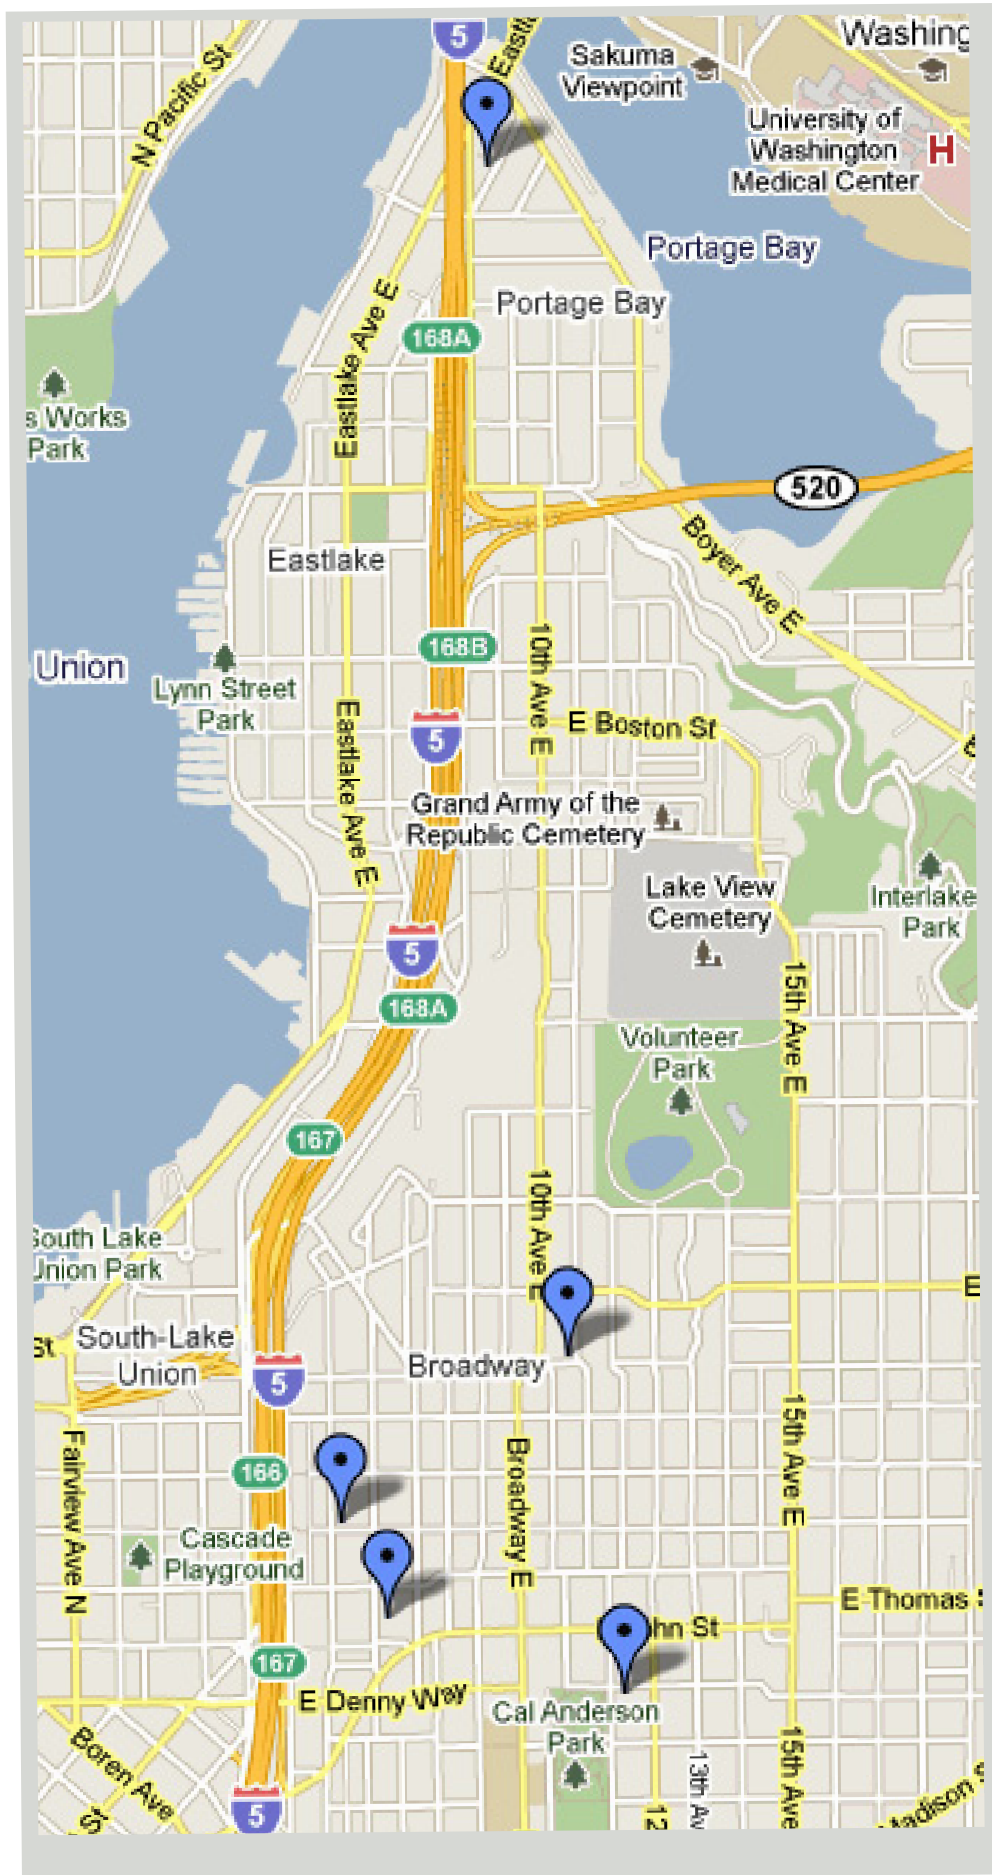 5
Eastl
Washing
Sakuma
Viewpoint
N Pacific St
University of
Washington
Medical Center
H
Portage Bay
Portage Bay
168A
Eastlake Ave E
s Works
Park
520
Boyer Ave E
Eastlake
168B
10th Ave E
Union
Lynn Street
Park
E Boston St
5
Eastlake Ave E
Grand Army of the
Republic Cemetery
Lake View
Cemetery
Interlake
Park
5
15th Ave E
168A
Volunteer
Park
167
10th Ave E
South Lake
Union Park
E
St
South-Lake
Union
Broadway
5
15th Ave E
Fairview Ave N
Broadway E
166
Cascade
Playground
E Thomas
hn St
167
E Denny Way
Cal Anderson
Park
Boren Ave
15th Ave
13th Av
12
Madison S
5
St